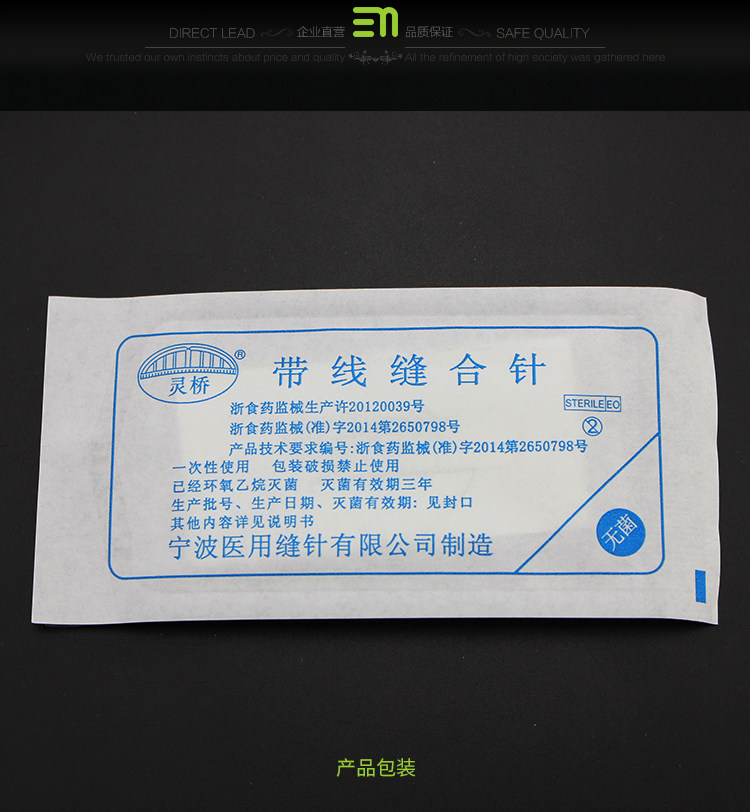 DIRECT LEAD 企业直营 品质保证 SAFE QUALITY
We trusted our own instincts about price and quality All the refinement of high society was gathered here
灵桥®
带线缝合针
浙食药监械生产许20120039号
STERILE EO
浙食药监械(准)字2014第2650798号
2
产品技术要求编号:浙食药监械(准)字2014第2650798号
一次性使用 包装破损禁止使用
已经环氧乙烷灭菌 灭菌有效期三年
生产批号、生产日期、灭菌有效期: 见封口
其他内容详见说明书
宁波医用缝针有限公司制造
无菌
产品包装